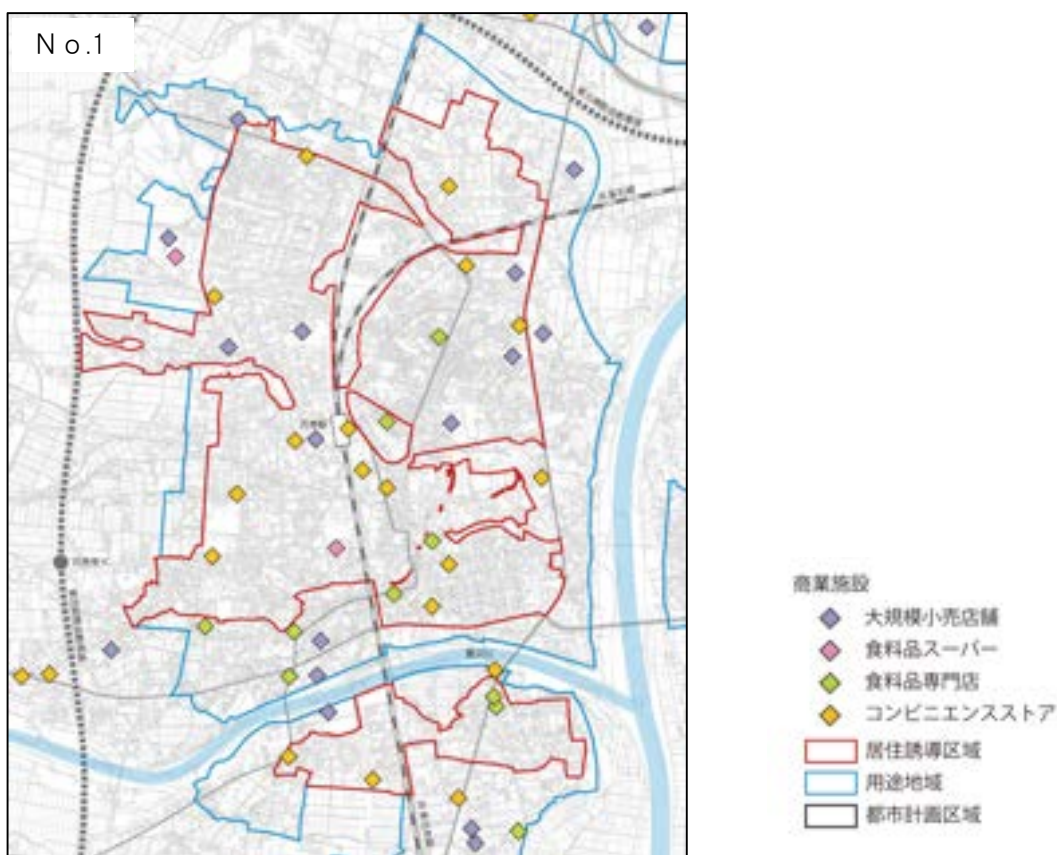 No.1
商業施設
大規模小売店舗
食料品スーパー
食料品専門店
コンビニエンスストア
居住誘導区域
用途地域
都市計画区域